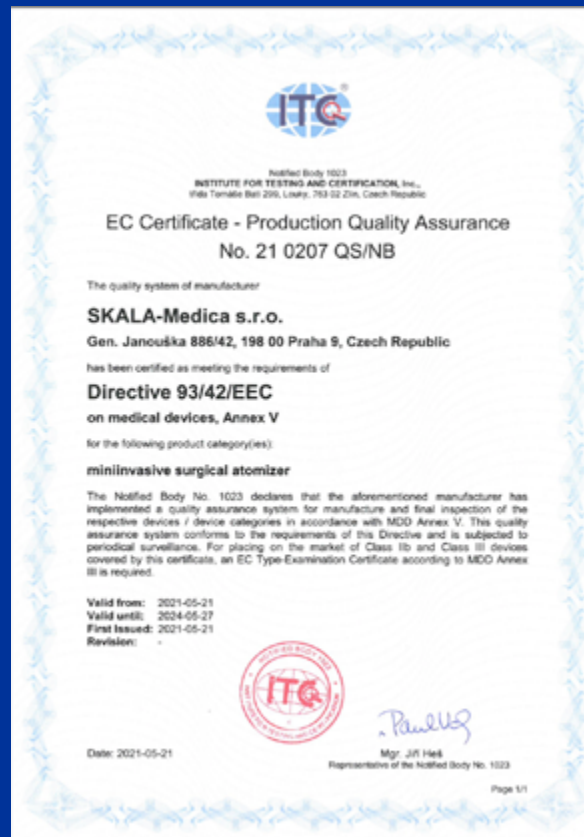 ITC
®
Notified Body 1023
INSTITUTE FOR TESTING AND CERTIFICATION, Inc.,
třída Tomáše Bati 299, Louky, 763 02 Zlín, Czech Republic
EC Certificate - Production Quality Assurance
No. 21 0207 QS/NB
The quality system of manufacturer
SKALA-Medica s.r.o.
Gen. Janouška 886/42, 198 00 Praha 9, Czech Republic
has been certified as meeting the requirements of
Directive 93/42/EEC
on medical devices, Annex V
for the following product category(ies):
miniinvasive surgical atomizer
The Notified Body No. 1023 declares that the aforementioned manufacturer has
implemented a quality assurance system for manufacture and final inspection of the
respective devices / device categories in accordance with MDD Annex V. This quality
assurance system conforms to the requirements of this Directive and is subjected to
periodical surveillance. For placing on the market of Class IIb and Class III devices
covered by this certificate, an EC Type-Examination Certificate according to MDD Annex
III is required.
Valid from: 2021-05-21
Valid until: 2024-05-27
First Issued: 2021-05-21
Revision: -
NOTIFIED BODY 1023
ITC
INSTITUTE FOR TESTING AND CERTIFICATION
Date: 2021-05-21
Mgr. Jiří Heš
Representative of the Notified Body No. 1023
Page 1/1